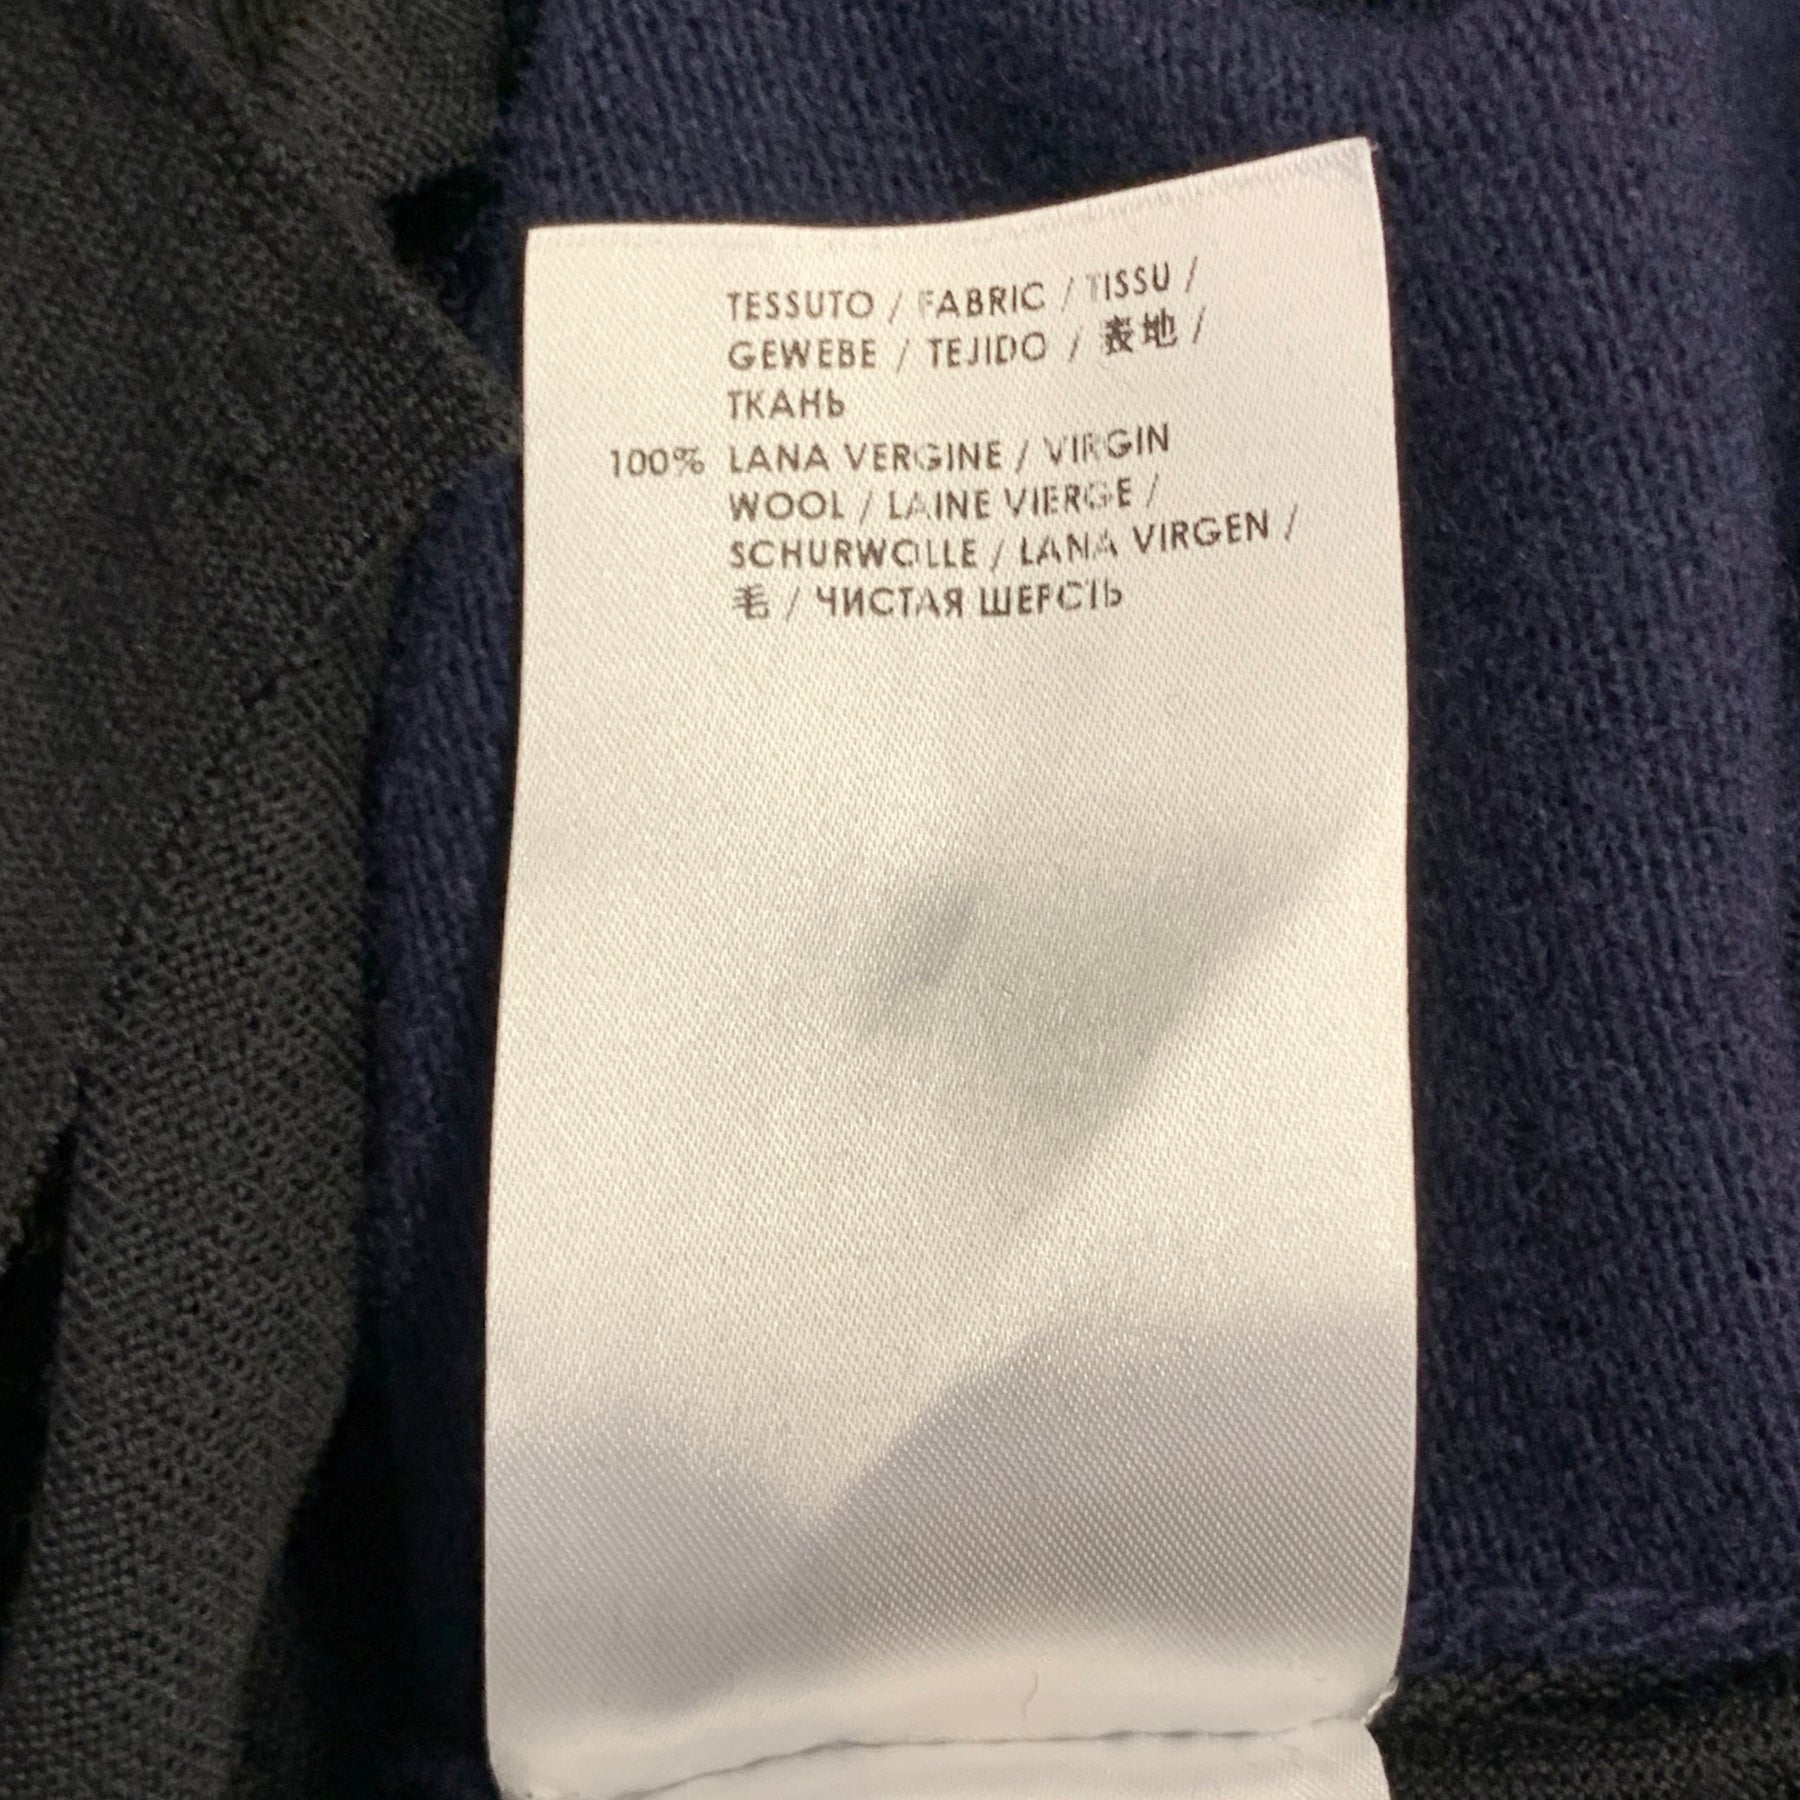 TESSUTO / FABRIC / TISSU /
GEWEBE / TEJIDO / 表地 /
ТКАНЬ
100% LANA VERGINE / VIRGIN
WOOL / LAINE VIERGE /
SCHURWOLLE / LANA VIRGEN /
毛 / ЧИСТАЯ ШЕРСТЬ